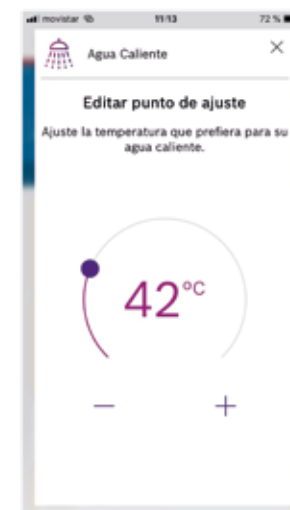 movistar 11:13 72 %
Agua Caliente
Editar punto de ajuste
Ajuste la temperatura que prefiera para su
agua caliente.
42°C
− +